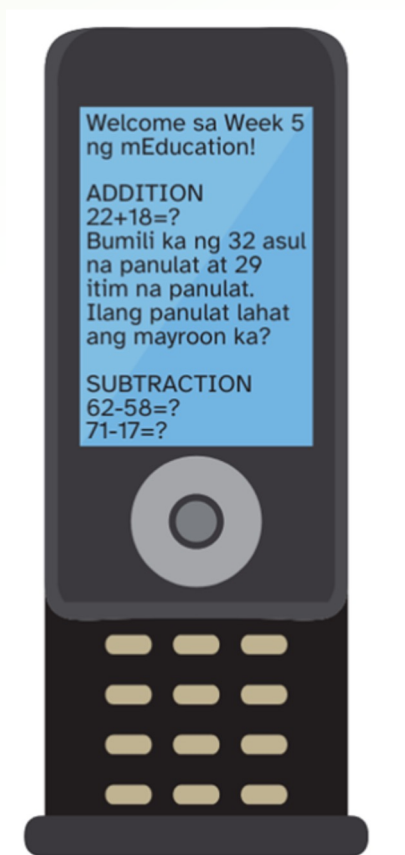 Welcome sa Week 5
ng mEducation!
ADDITION
22+18=?
Bumili ka ng 32 asul
na panulat at 29
itim na panulat.
Ilang panulat lahat
ang mayroon ka?
SUBTRACTION
62-58=?
71-17=?